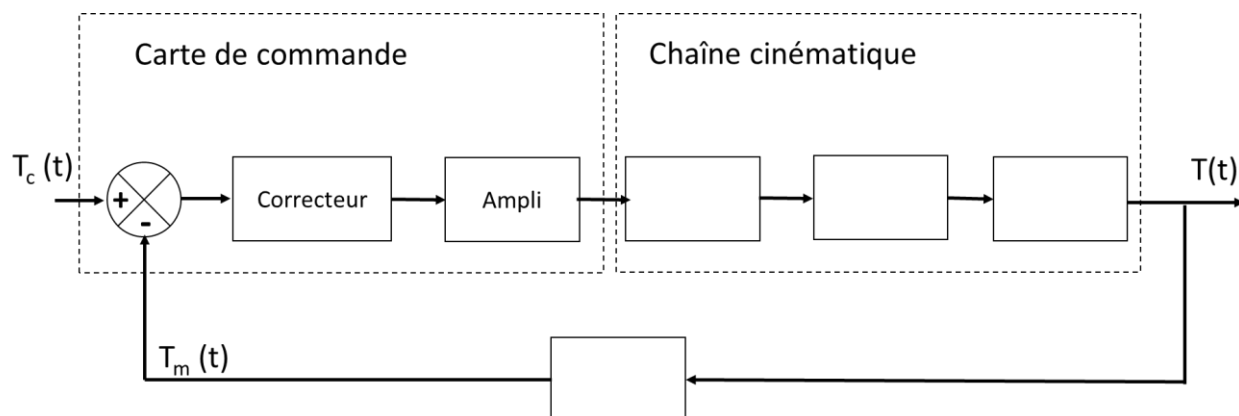 Carte de commande
Chaîne cinématique
T_c (t)
+
-
Correcteur
Ampli
T(t)
T_m (t)